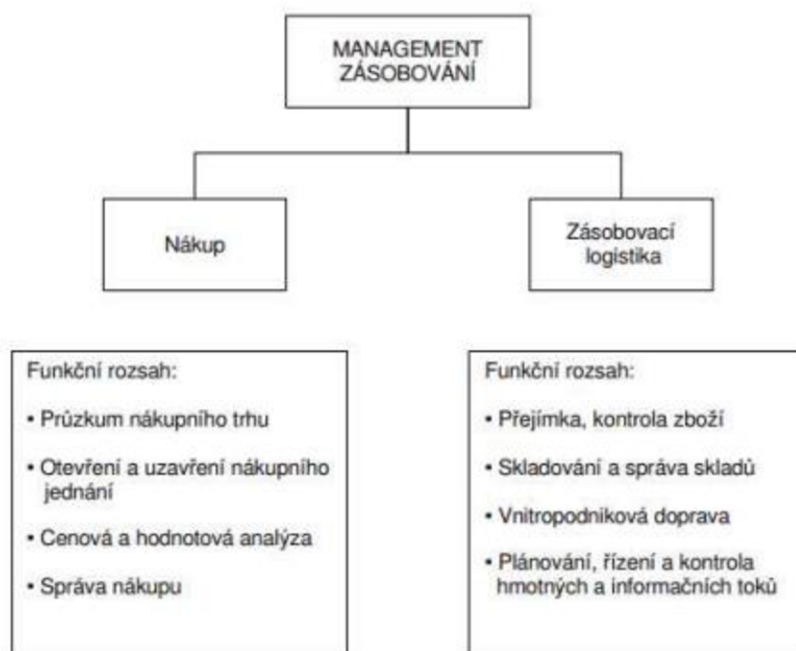 MANAGEMENT
ZÁSOBOVÁNÍ
Nákup
Zásobovací
logistika
Funkční rozsah:
• Průzkum nákupního trhu
• Otevření a uzavření nákupního
jednání
• Cenová a hodnotová analýza
• Správa nákupu
Funkční rozsah:
• Přejímka, kontrola zboží
• Skladování a správa skladů
• Vnitropodniková doprava
• Plánování, řízení a kontrola
hmotných a informačních toků